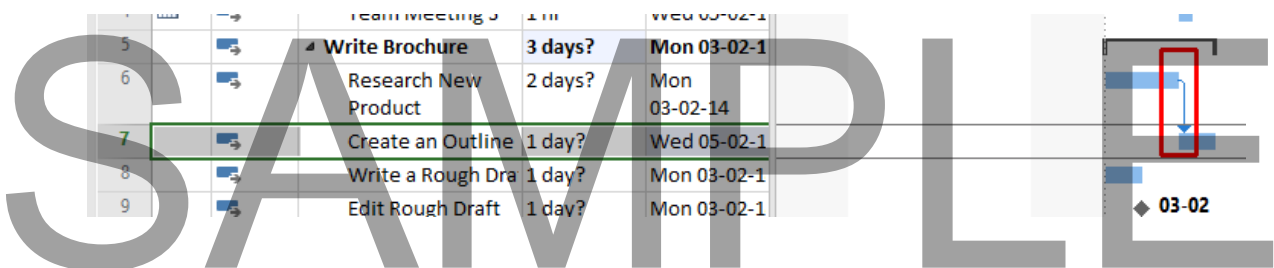 4 Team Meeting 3 1 hr Wed 05-02-1
5 Write Brochure 3 days? Mon 03-02-1
6 Research New 2 days? Mon
Product 03-02-14
7 Create an Outline 1 day? Wed 05-02-1
8 Write a Rough Dra 1 day? Mon 03-02-1
9 Edit Rough Draft 1 day? Mon 03-02-1
03-02
SAMPLE